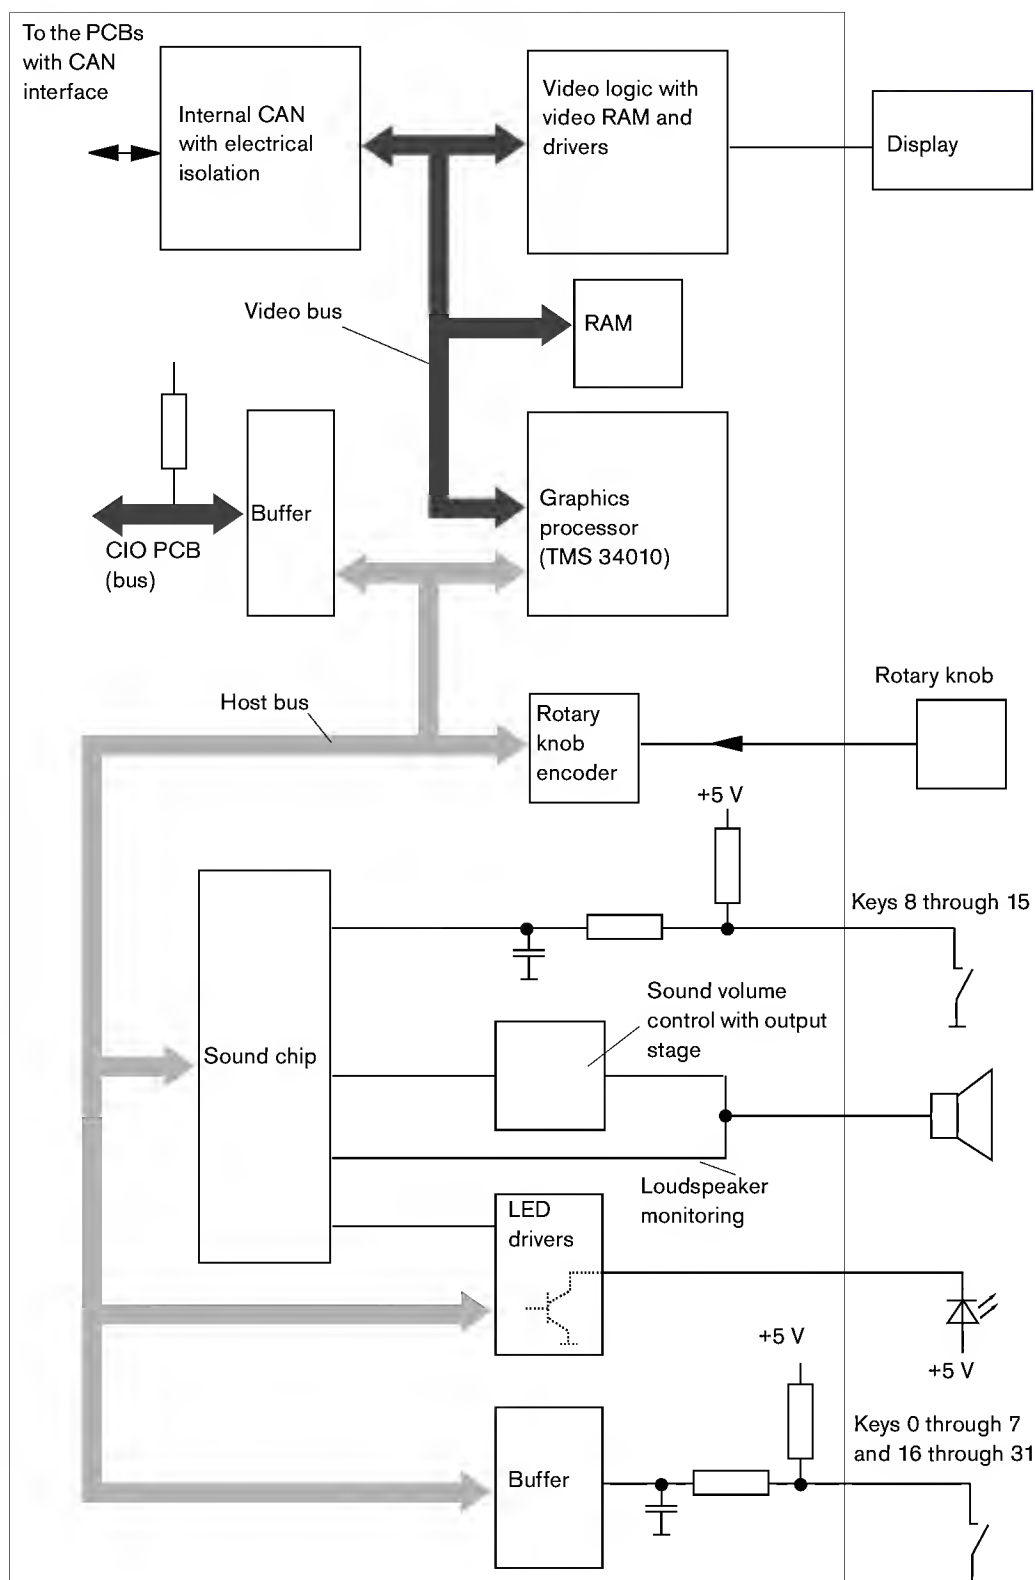 To the PCBs
with CAN
interface
Internal CAN
with electrical
isolation
Video logic with
video RAM and
drivers
Display
Video bus
RAM
Buffer
CIO PCB
(bus)
Graphics
processor
(TMS 34010)
Host bus
Rotary
knob
encoder
Rotary knob
+5 V
Keys 8 through 15
Sound volume
control with output
stage
Sound chip
Loudspeaker
monitoring
LED
drivers
+5 V
+5 V
Keys 0 through 7
and 16 through 31
Buffer